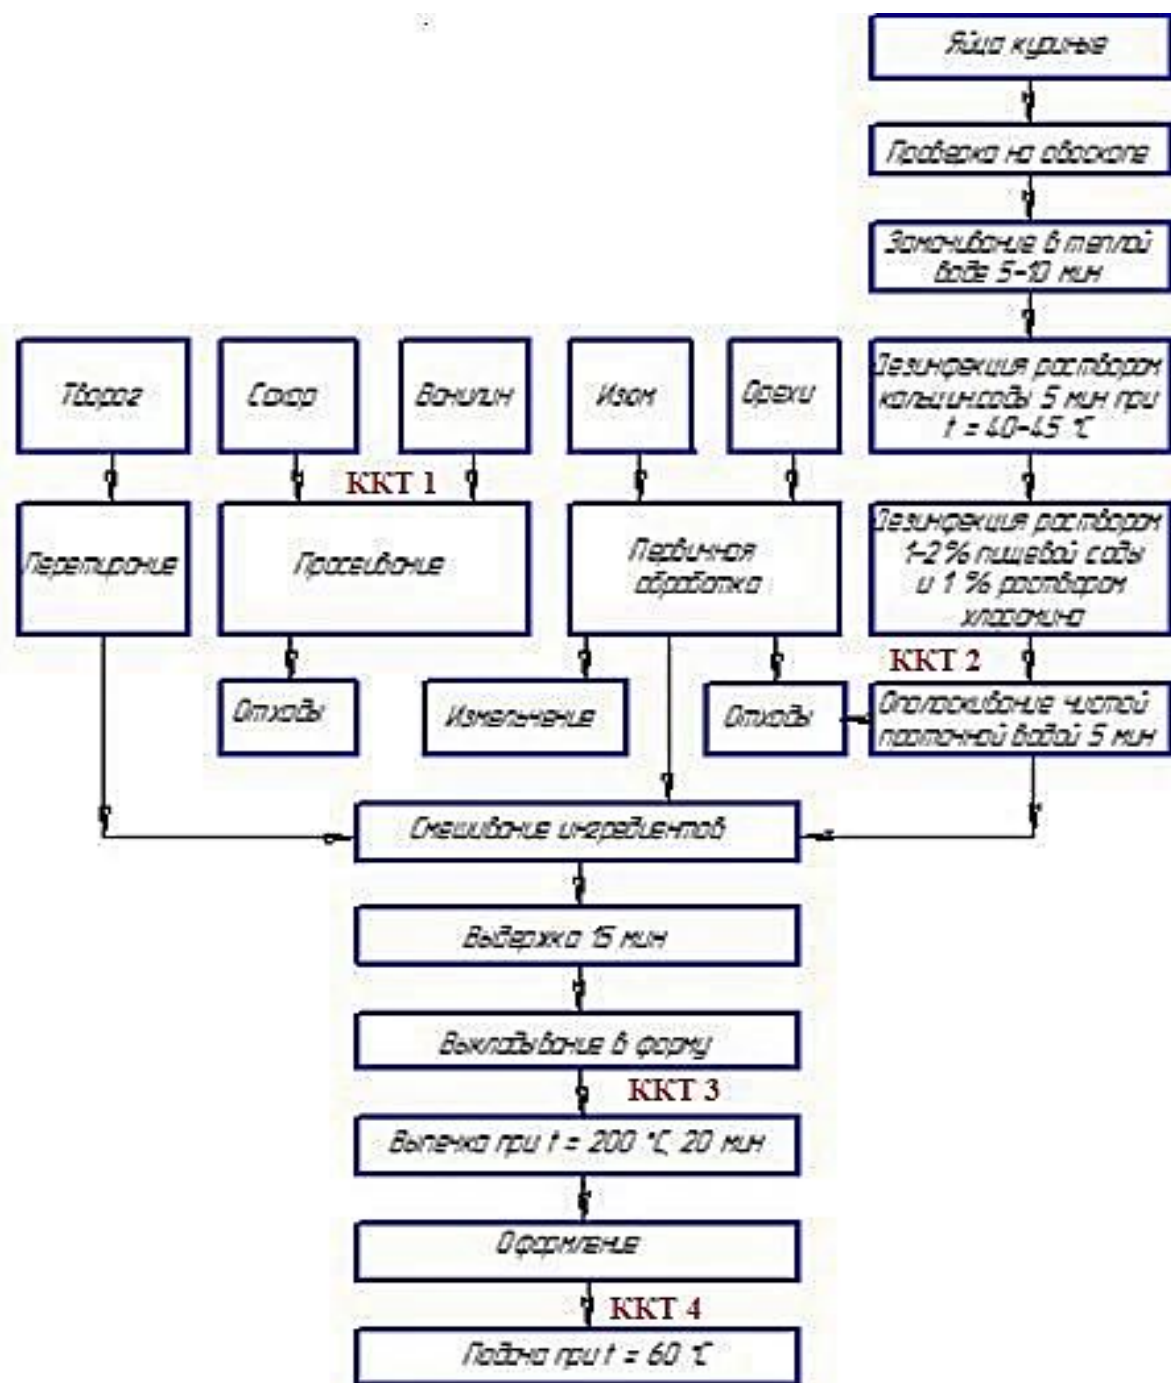 Яйца куриные
Проверка на овоскопе
Замачивание в теплой
воде 5-10 мин
Творог
Сахар
Ванилин
Изюм
Орехи
Дезинфекция раствором
кальцин.соды 5 мин при
t = 40-45 °C
ККТ 1
Перетирание
Просеивание
Первичная
обработка
Дезинфекция раствором
1-2 % пищевой соды
и 1 % раствором
хлорамина
ККТ 2
Отходы
Измельчение
Отходы
Ополаскивание чистой
проточной водой 5 мин
Смешивание ингредиентов
Выдержка 15 мин
Выкладывание в форму
ККТ 3
Выпечка при t = 200 °C, 20 мин
Оформление
ККТ 4
Подача при t = 60 °C